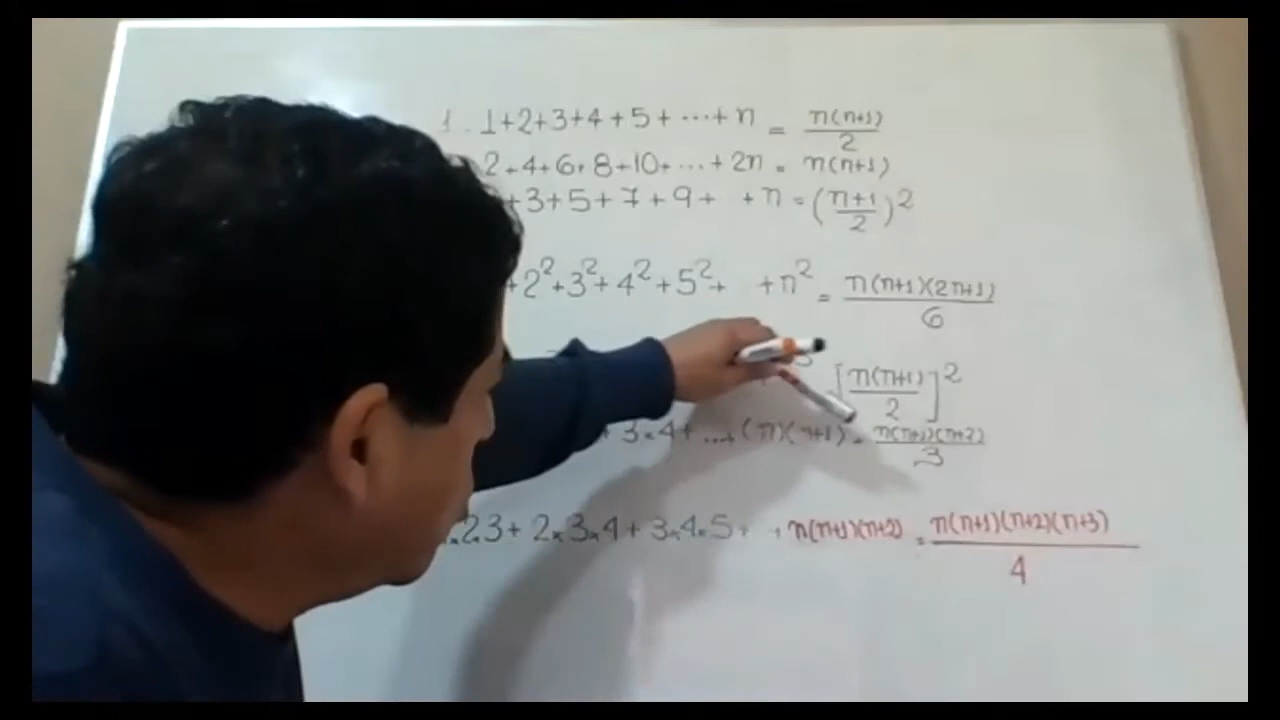 1. 1+2+3+4+5+...+n = n(n+1)/2
2+4+6+8+10+...+2n = n(n+1)
+3+5+7+9+ +n = (n+1/2)2
+2²+3²+4²+5²+ +n² = n(n+1)(2n+1)/6
[n(n+1)/2]²
+ 3×4+...+(n)(n+1) = n(n+1)(n+2)/3
×2×3+2×3×4+3×4×5+ +n(n+1)(n+2) = n(n+1)(n+2)(n+3)/4